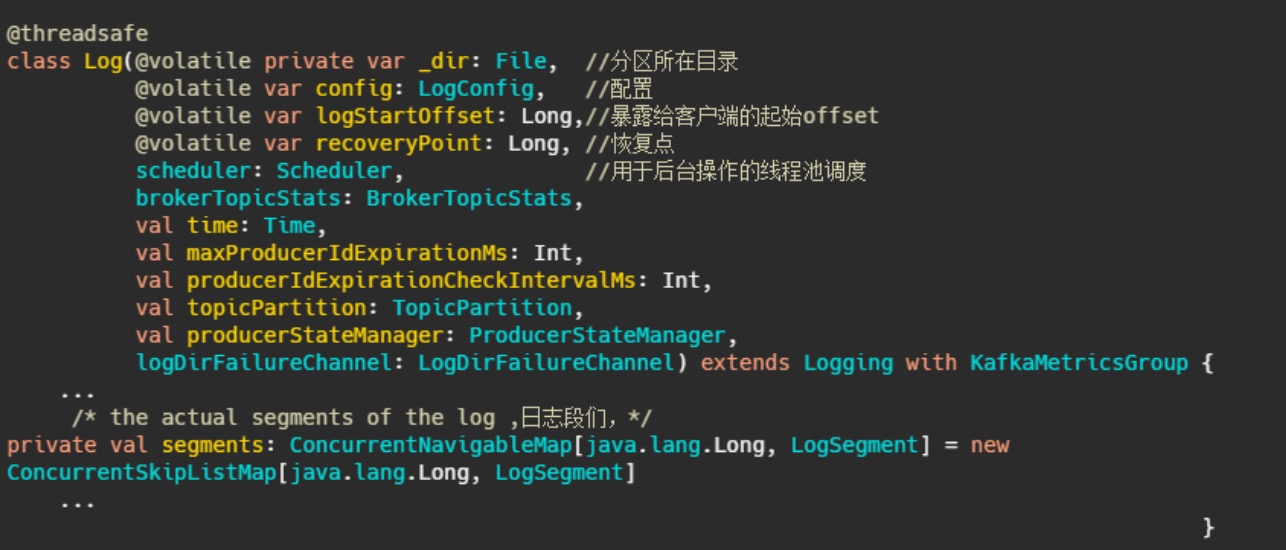 @threadsafe
class Log(@volatile private var _dir: File,  //分区所在目录
          @volatile var config: LogConfig,   //配置
          @volatile var logStartOffset: Long,//暴露给客户端的起始offset
          @volatile var recoveryPoint: Long, //恢复点
          scheduler: Scheduler,              //用于后台操作的线程池调度
          brokerTopicStats: BrokerTopicStats,
          val time: Time,
          val maxProducerIdExpirationMs: Int,
          val producerIdExpirationCheckIntervalMs: Int,
          val topicPartition: TopicPartition,
          val producerStateManager: ProducerStateManager,
          logDirFailureChannel: LogDirFailureChannel) extends Logging with KafkaMetricsGroup {
    ...
     /* the actual segments of the log ,日志段们，*/
private val segments: ConcurrentNavigableMap[java.lang.Long, LogSegment] = new
ConcurrentSkipListMap[java.lang.Long, LogSegment]
    ...
}